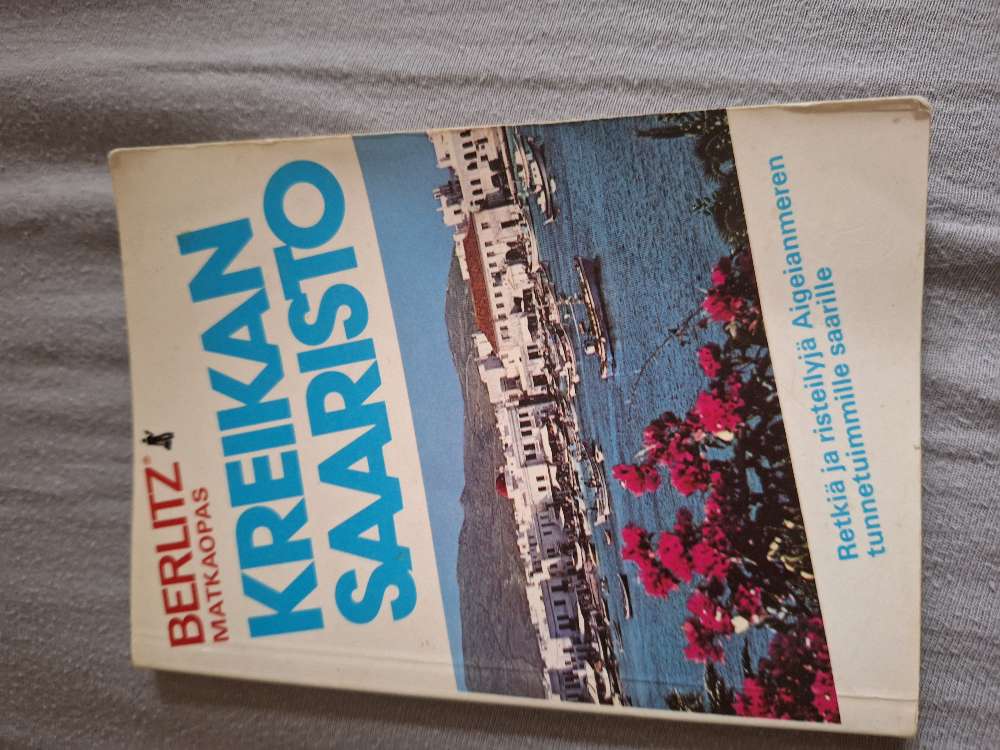 BERLITZ®
MATKAOPAS
KREIKAN
SAARISTO
Retkiä ja risteilyjä Aigeianmeren
tunnetuimmille saarille